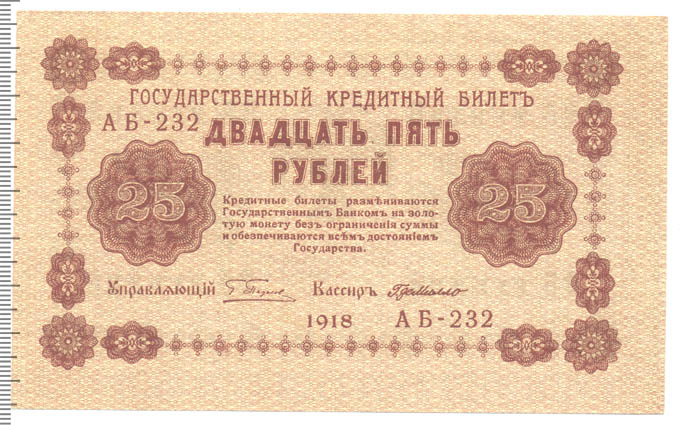 ГОСУДАРСТВЕННЫЙ КРЕДИТНЫЙ БИЛЕТЪ
АБ-232
ДВАДЦАТЬ ПЯТЬ
РУБЛЕЙ
25
25
Кредитные билеты размѣниваются
Государственнымъ Банкомъ на золо-
тую монету безъ ограниченія суммы
и обезпечиваются всѣмъ достояніемъ
Государства.
Управляющій
Кассиръ
1918 АБ-232